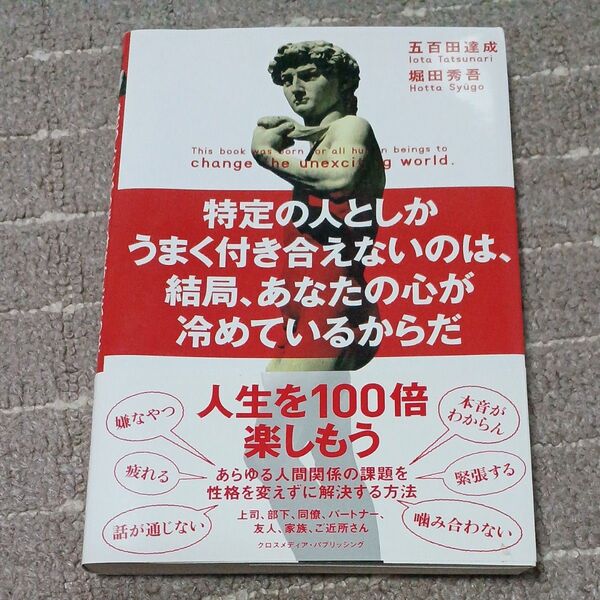 五百田達成
Iota Tatsunari
堀田秀吾
Hotta Syügo
This book was born for all human beings to
change the unexciting world.
特定の人としか
うまく付き合えないのは、
結局、あなたの心が
冷めているからだ
人生を100倍
楽しもう
嫌なやつ
疲れる
話が通じない
本音が
わからん
緊張する
噛み合わない
あらゆる人間関係の課題を
性格を変えずに解決する方法
上司、部下、同僚、パートナー、
友人、家族、ご近所さん
クロスメディア・パブリッシング